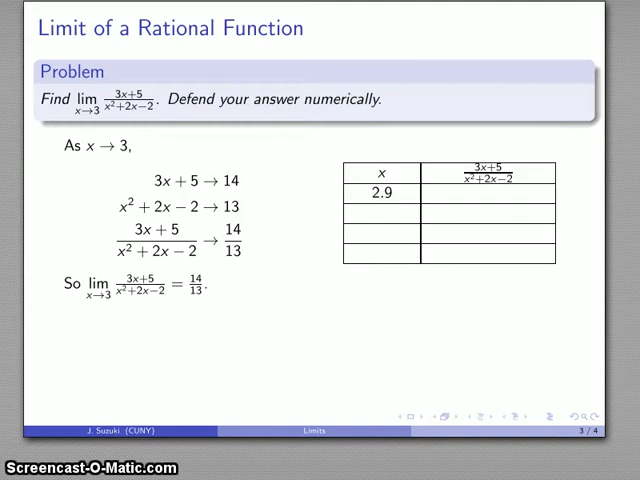 Limit of a Rational Function
Problem
Find lim x→3 3x+5 / x²+2x−2 . Defend your answer numerically.
As x → 3,
3x + 5 → 14
x² + 2x − 2 → 13
3x + 5 / x² + 2x − 2 → 14 / 13
So lim x→3 3x+5 / x²+2x−2 = 14 / 13 .
x 3x+5 / x²+2x−2
2.9
J. Suzuki (CUNY) Limits 3 / 4
Screencast-O-Matic.com